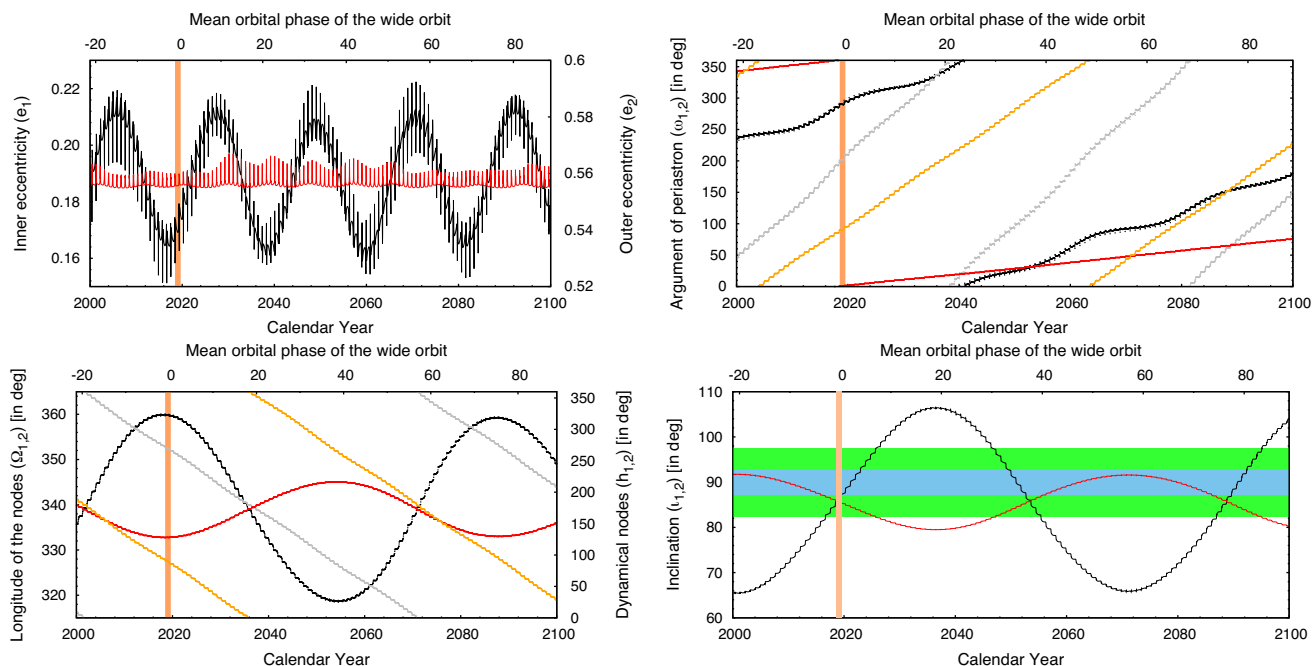 Mean orbital phase of the wide orbit
-20 0 20 40 60 80
Inner eccentricity (e1)
0.22
0.20
0.18
0.16
0.6
0.58
0.56
0.54
0.52
Outer eccentricity (e2)
2000 2020 2040 2060 2080 2100
Calendar Year
Mean orbital phase of the wide orbit
-20 0 20 40 60 80
Argument of periastron (ω1,2) [in deg]
350
300
250
200
150
100
50
0
2000 2020 2040 2060 2080 2100
Calendar Year
Mean orbital phase of the wide orbit
-20 0 20 40 60 80
Longitude of the nodes (Ω1,2) [in deg]
360
350
340
330
320
350
300
250
200
150
100
50
0
Dynamical nodes (h1,2) [in deg]
2000 2020 2040 2060 2080 2100
Calendar Year
Mean orbital phase of the wide orbit
-20 0 20 40 60 80
Inclination (ι1,2) [in deg]
110
100
90
80
70
60
2000 2020 2040 2060 2080 2100
Calendar Year